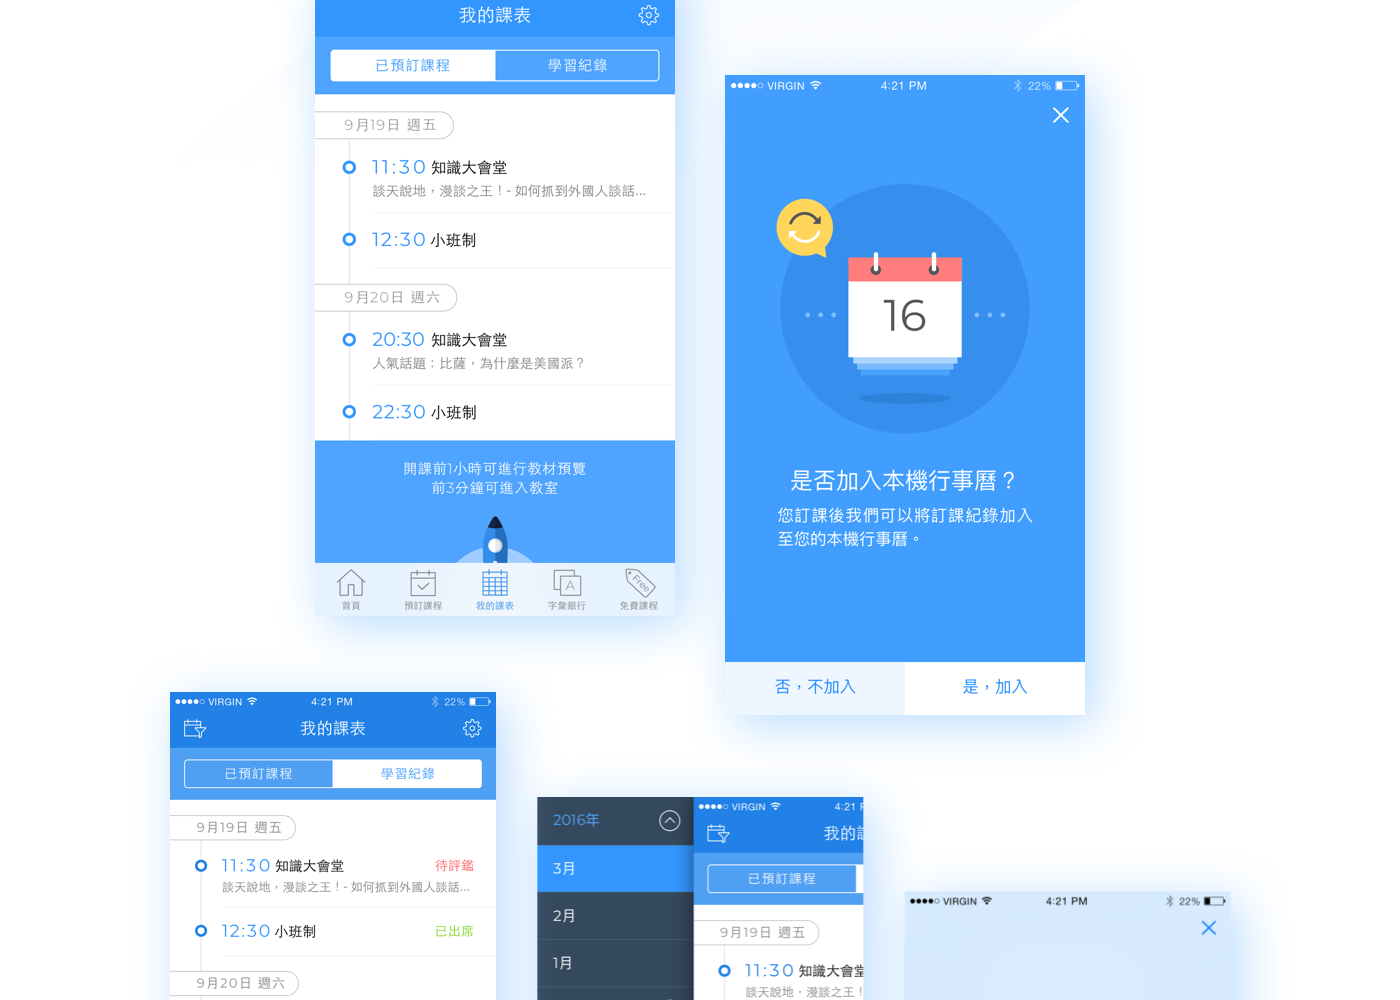 我的課表
已預訂課程
學習紀錄
9月19日 週五
11:30 知識大會堂
談天說地，漫談之王！- 如何抓到外國人談話...
12:30 小班制
9月20日 週六
20:30 知識大會堂
人氣話題：比薩，為什麼是美國派？
22:30 小班制
開課前1小時可進行教材預覽
前3分鐘可進入教室
首頁
預訂課程
我的課表
A
字彙銀行
Free
免費課程
VIRGIN
4:21 PM
22%
16
是否加入本機行事曆？
您訂課後我們可以將訂課紀錄加入
至您的本機行事曆。
否，不加入
是，加入
VIRGIN
4:21 PM
22%
我的課表
已預訂課程
學習紀錄
9月19日 週五
11:30 知識大會堂
待評鑑
談天說地，漫談之王！- 如何抓到外國人談話...
12:30 小班制
已出席
9月20日 週六
2016年
3月
2月
1月
VIRGIN
4:21
我的
已預訂課程
9月19日 週五
11:30 知識大會堂
談天說地，漫談之王！
VIRGIN
4:21 PM
22%